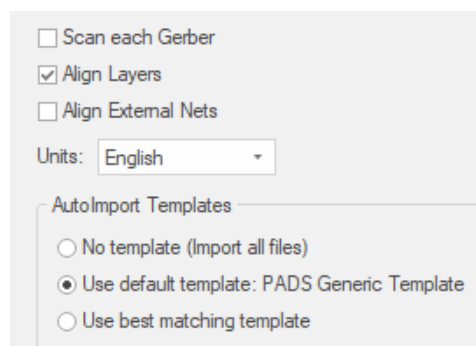 Scan each Gerber
Align Layers
Align External Nets
Units: English
AutoImport Templates
No template (Import all files)
Use default template: PADS Generic Template
Use best matching template